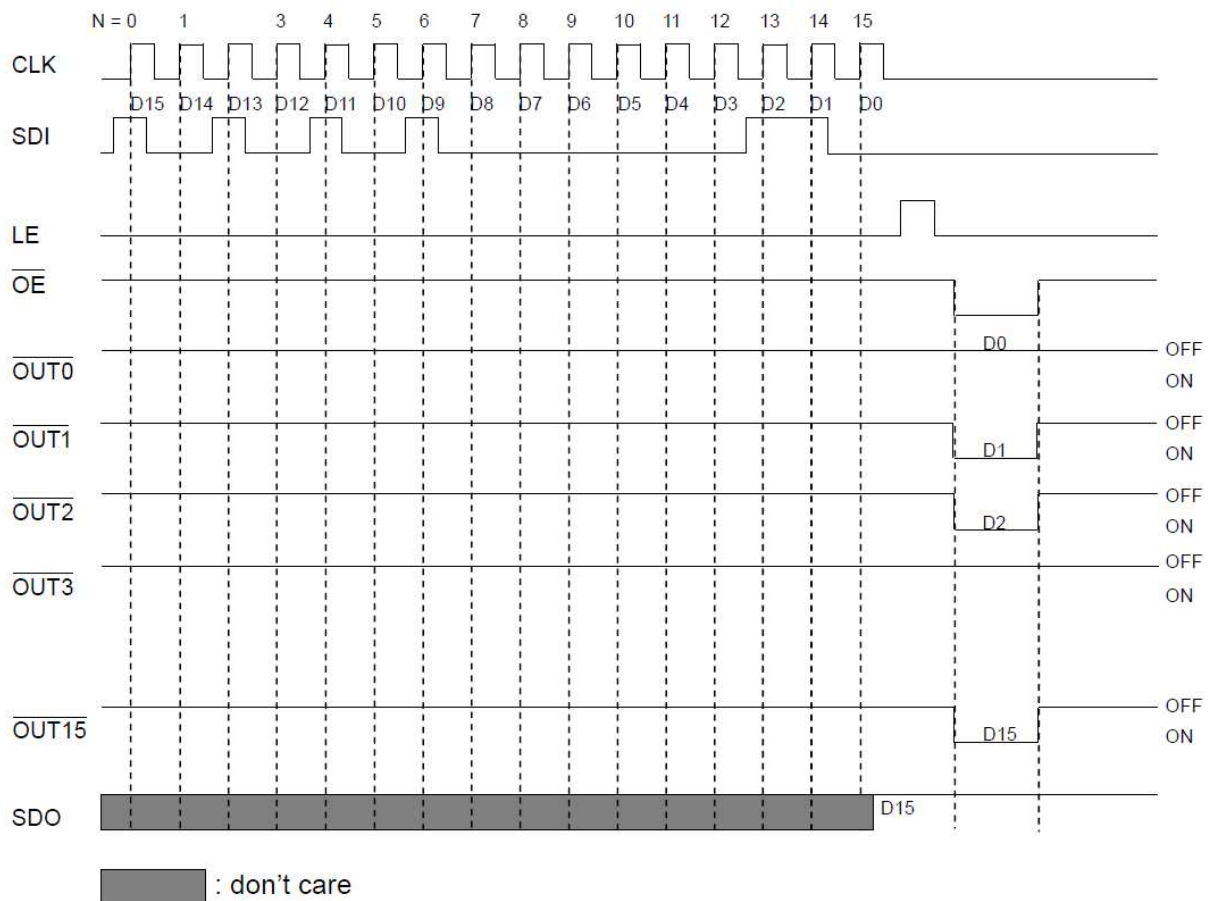 N = 0 1 3 4 5 6 7 8 9 10 11 12 13 14 15
CLK
D15 D14 D13 D12 D11 D10 D9 D8 D7 D6 D5 D4 D3 D2 D1 D0
SDI
LE
OE
D0
OFF
OUT0
ON
OFF
OUT1
D1
ON
OFF
OUT2
D2
ON
OFF
OUT3
ON
OFF
OUT15
D15
ON
SDO
D15
: don't care